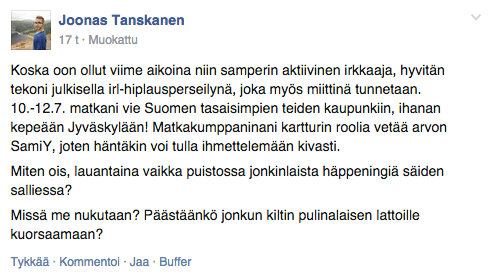 Joonas Tanskanen
17 t · Muokattu
Koska oon ollut viime aikoina niin samperin aktiivinen irkkaaja, hyvitän
tekoni julkisella irl-hiplausperseilynä, joka myös miittinä tunnetaan.
10.-12.7. matkani vie Suomen tasaisimpien teiden kaupunkiin, ihanan
kepeään Jyväskylään! Matkakumppaninani kartturin roolia vetää arvon
SamiY, joten häntäkin voi tulla ihmettelemään kivasti.
Miten ois, lauantaina vaikka puistossa jonkinlaista häppeningiä säiden
salliessa?
Missä me nukutaan? Päästäänkö jonkun kiltin pulinalaisen lattoille
kuorsaamaan?
Tykkää · Kommentoi · Jaa · Buffer